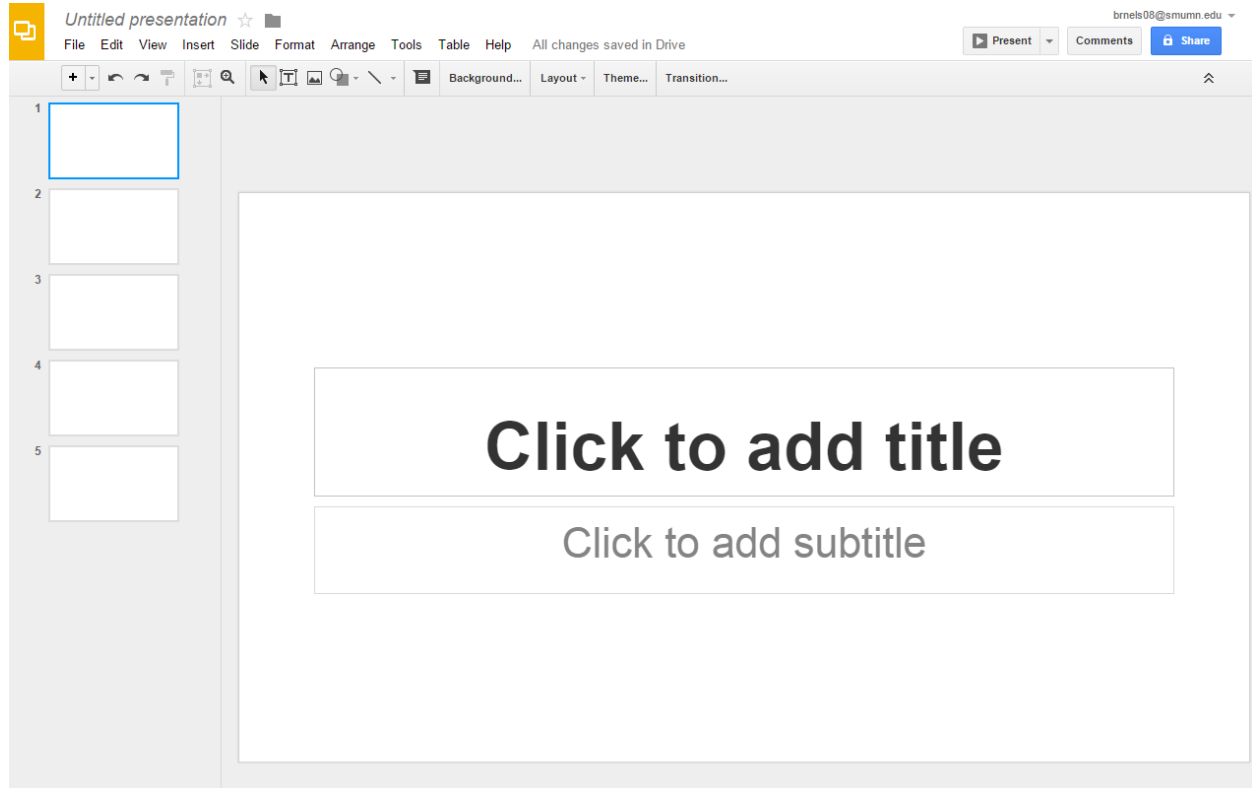 brnels08@smumn.edu
Untitled presentation
File Edit View Insert Slide Format Arrange Tools Table Help All changes saved in Drive
Present Comments Share
Background... Layout Theme... Transition...
1
2
3
4
5
Click to add title
Click to add subtitle